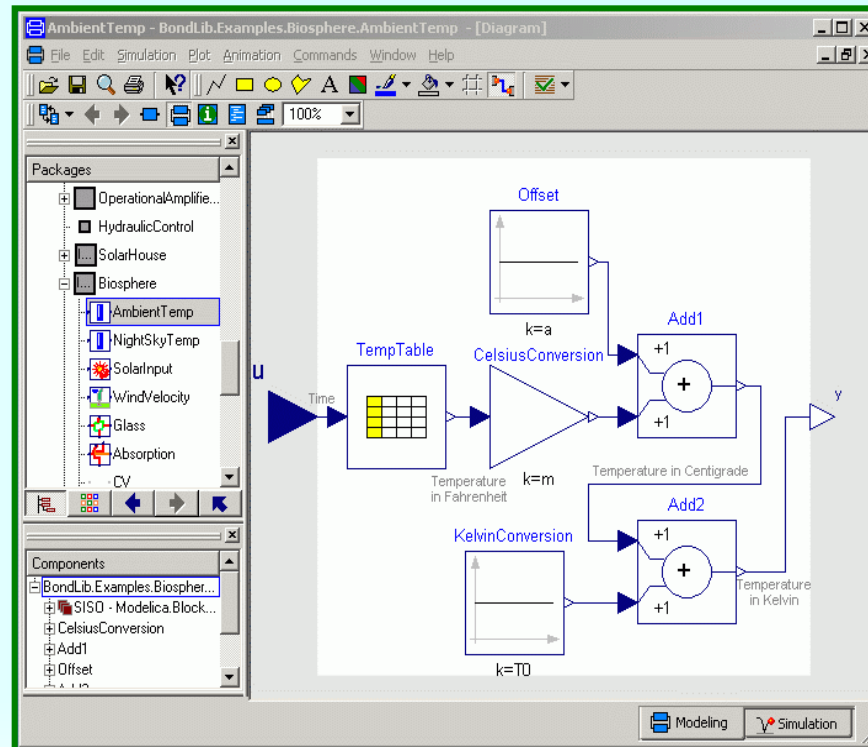 AmbientTemp - BondLib.Examples.Biosphere.AmbientTemp - [Diagram]
File Edit Simulation Plot Animation Commands Window Help
A
100%
Packages
OperationalAmplifie...
HydraulicControl
SolarHouse
Biosphere
AmbientTemp
NightSkyTemp
SolarInput
WindVelocity
Glass
Absorption
CV
Components
BondLib.Examples.Biospher...
SISO - Modelica.Block...
CelsiusConversion
Add1
Offset
Add2
Offset
k=a
Add1
+1
+
+1
TempTable
CelsiusConversion
u
Time
y
Temperature
in Fahrenheit
k=m
Temperature in Centigrade
Add2
+1
+
+1
KelvinConversion
Temperature
in Kelvin
k=T0
Modeling
Simulation